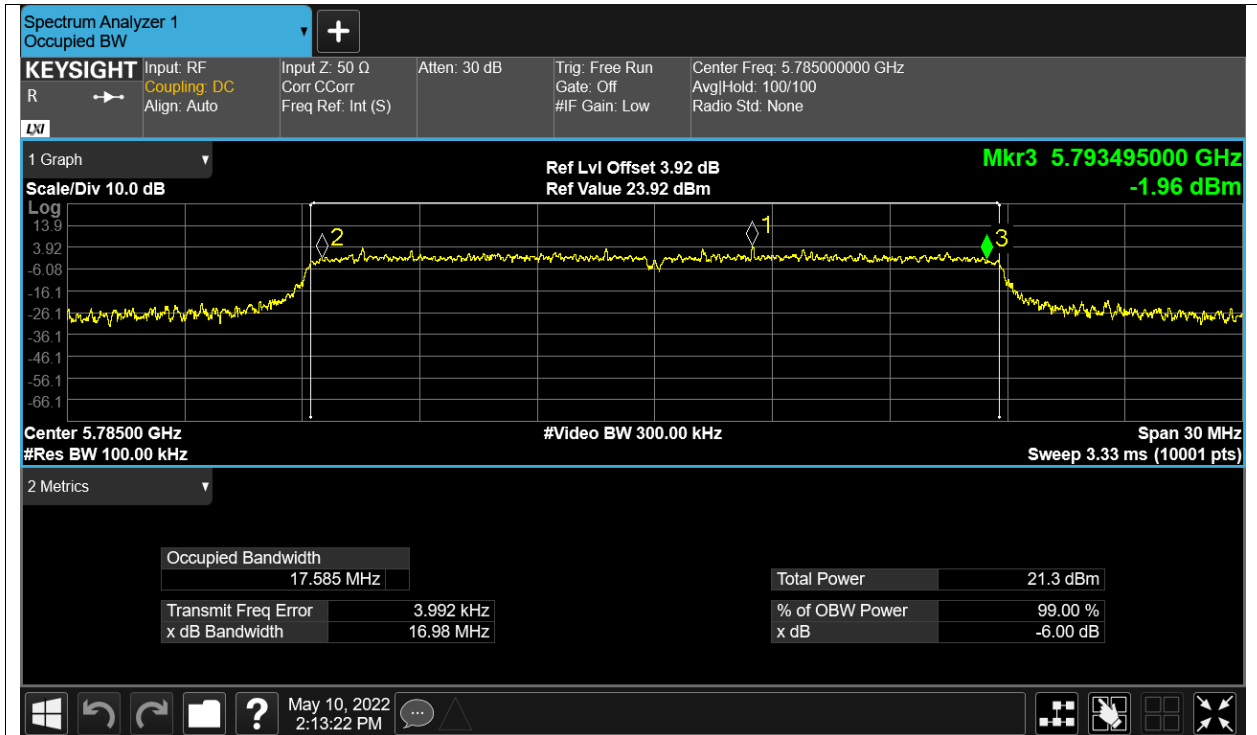 Spectrum Analyzer 1
Occupied BW
KEYSIGHT
R
LXI
Input: RF
Coupling: DC
Align: Auto
Input Z: 50 Ω
Corr CCorr
Freq Ref: Int (S)
Atten: 30 dB
Trig: Free Run
Gate: Off
#IF Gain: Low
Center Freq: 5.785000000 GHz
Avg|Hold: 100/100
Radio Std: None
1 Graph
Scale/Div 10.0 dB
Ref Lvl Offset 3.92 dB
Ref Value 23.92 dBm
Mkr3 5.793495000 GHz
-1.96 dBm
Log
13.9
3.92
-6.08
-16.1
-26.1
-36.1
-46.1
-56.1
-66.1
2
1
3
Center 5.78500 GHz
#Res BW 100.00 kHz
#Video BW 300.00 kHz
Span 30 MHz
Sweep 3.33 ms (10001 pts)
2 Metrics
Occupied Bandwidth
17.585 MHz
Transmit Freq Error 3.992 kHz
x dB Bandwidth 16.98 MHz
Total Power 21.3 dBm
% of OBW Power 99.00 %
x dB -6.00 dB
?
May 10, 2022
2:13:22 PM